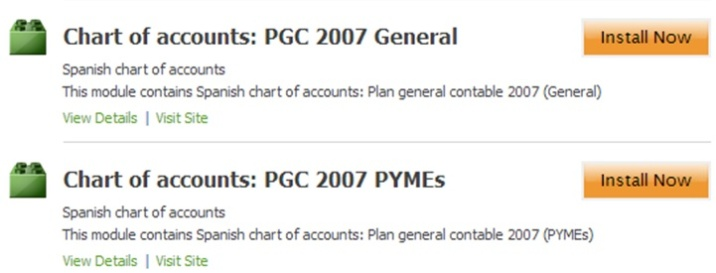 Chart of accounts: PGC 2007 General
Install Now
Spanish chart of accounts
This module contains Spanish chart of accounts: Plan general contable 2007 (General)
View Details | Visit Site
Chart of accounts: PGC 2007 PYMEs
Install Now
Spanish chart of accounts
This module contains Spanish chart of accounts: Plan general contable 2007 (PYMEs)
View Details | Visit Site